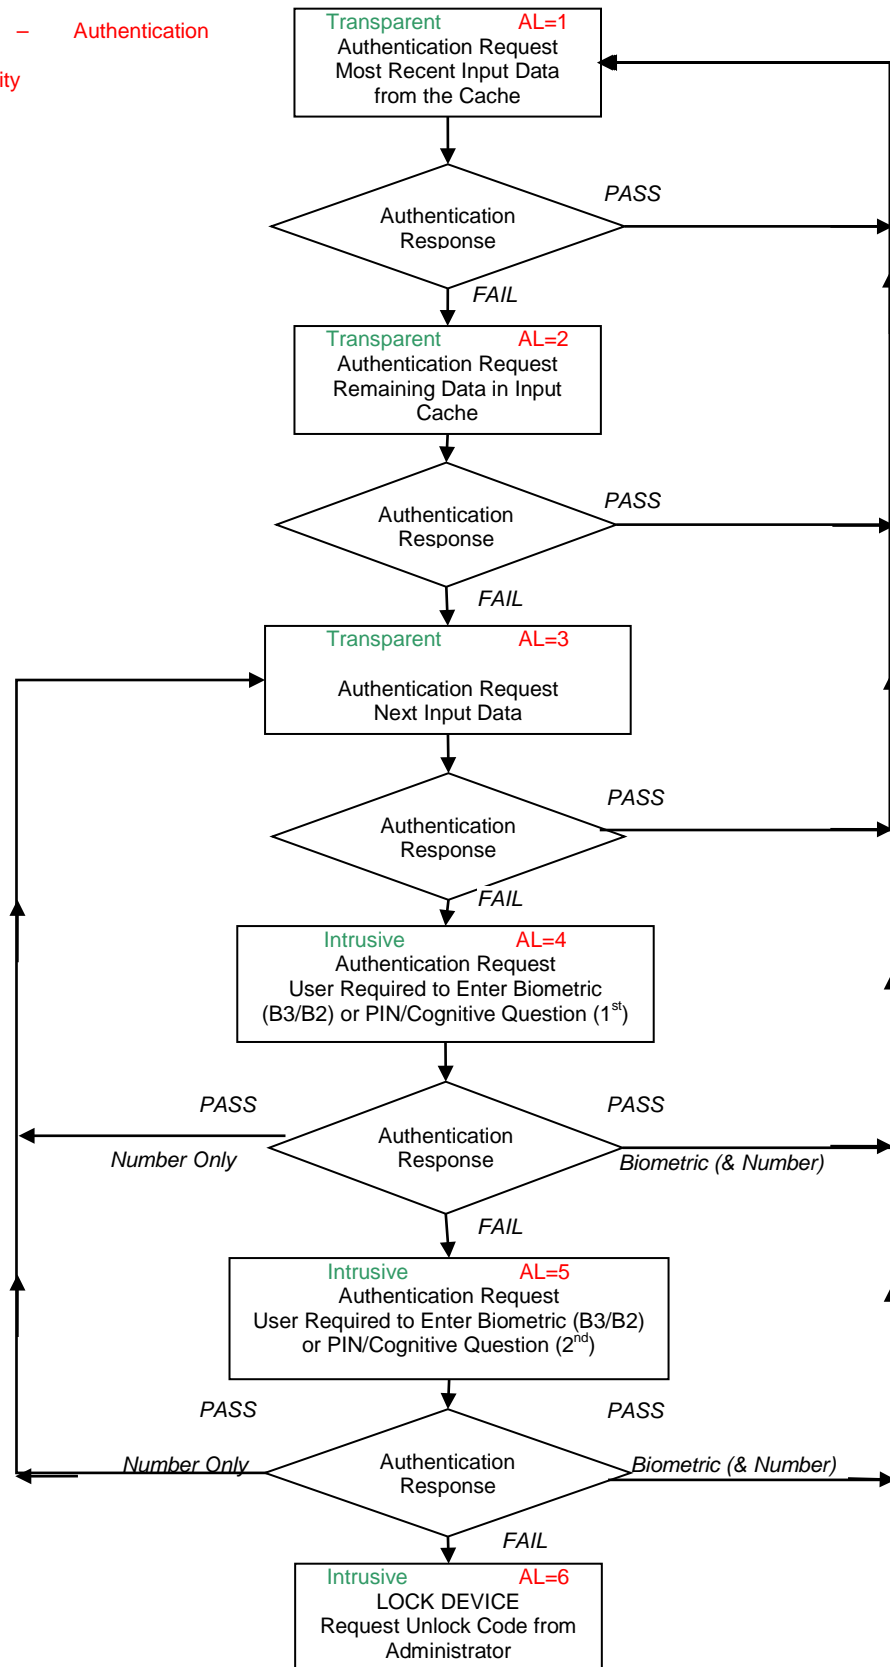 – Authentication
ity
Transparent AL=1
Authentication Request
Most Recent Input Data
from the Cache
PASS
Authentication
Response
FAIL
Transparent AL=2
Authentication Request
Remaining Data in Input
Cache
PASS
Authentication
Response
FAIL
Transparent AL=3
Authentication Request
Next Input Data
PASS
Authentication
Response
FAIL
Intrusive AL=4
Authentication Request
User Required to Enter Biometric
(B3/B2) or PIN/Cognitive Question (1st)
PASS PASS
Authentication
Response
Number Only Biometric (& Number)
FAIL
Intrusive AL=5
Authentication Request
User Required to Enter Biometric (B3/B2)
or PIN/Cognitive Question (2nd)
PASS PASS
Number Only Authentication Biometric (& Number)
Response
FAIL
Intrusive AL=6
LOCK DEVICE
Request Unlock Code from
Administrator